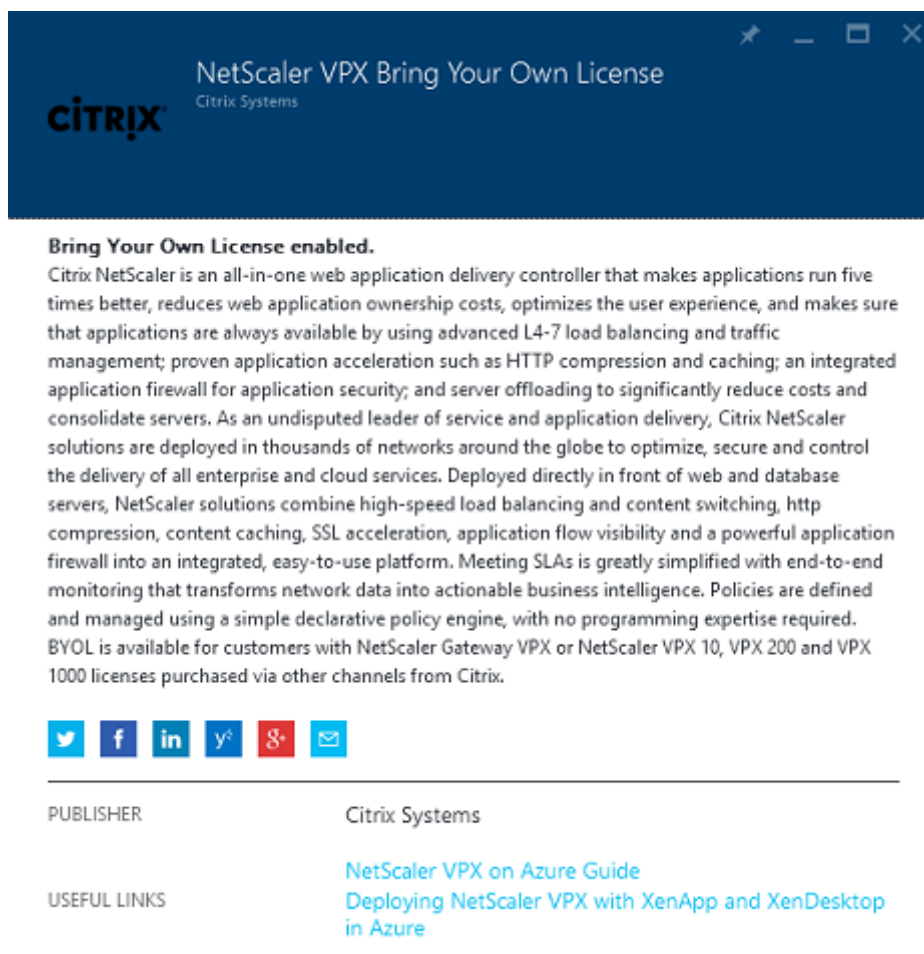 NetScaler VPX Bring Your Own License
Citrix Systems
CITRIX
Bring Your Own License enabled.
Citrix NetScaler is an all-in-one web application delivery controller that makes applications run five
times better, reduces web application ownership costs, optimizes the user experience, and makes sure
that applications are always available by using advanced L4-7 load balancing and traffic
management; proven application acceleration such as HTTP compression and caching; an integrated
application firewall for application security; and server offloading to significantly reduce costs and
consolidate servers. As an undisputed leader of service and application delivery, Citrix NetScaler
solutions are deployed in thousands of networks around the globe to optimize, secure and control
the delivery of all enterprise and cloud services. Deployed directly in front of web and database
servers, NetScaler solutions combine high-speed load balancing and content switching, http
compression, content caching, SSL acceleration, application flow visibility and a powerful application
firewall into an integrated, easy-to-use platform. Meeting SLAs is greatly simplified with end-to-end
monitoring that transforms network data into actionable business intelligence. Policies are defined
and managed using a simple declarative policy engine, with no programming expertise required.
BYOL is available for customers with NetScaler Gateway VPX or NetScaler VPX 10, VPX 200 and VPX
1000 licenses purchased via other channels from Citrix.
PUBLISHER Citrix Systems
NetScaler VPX on Azure Guide
USEFUL LINKS Deploying NetScaler VPX with XenApp and XenDesktop
in Azure